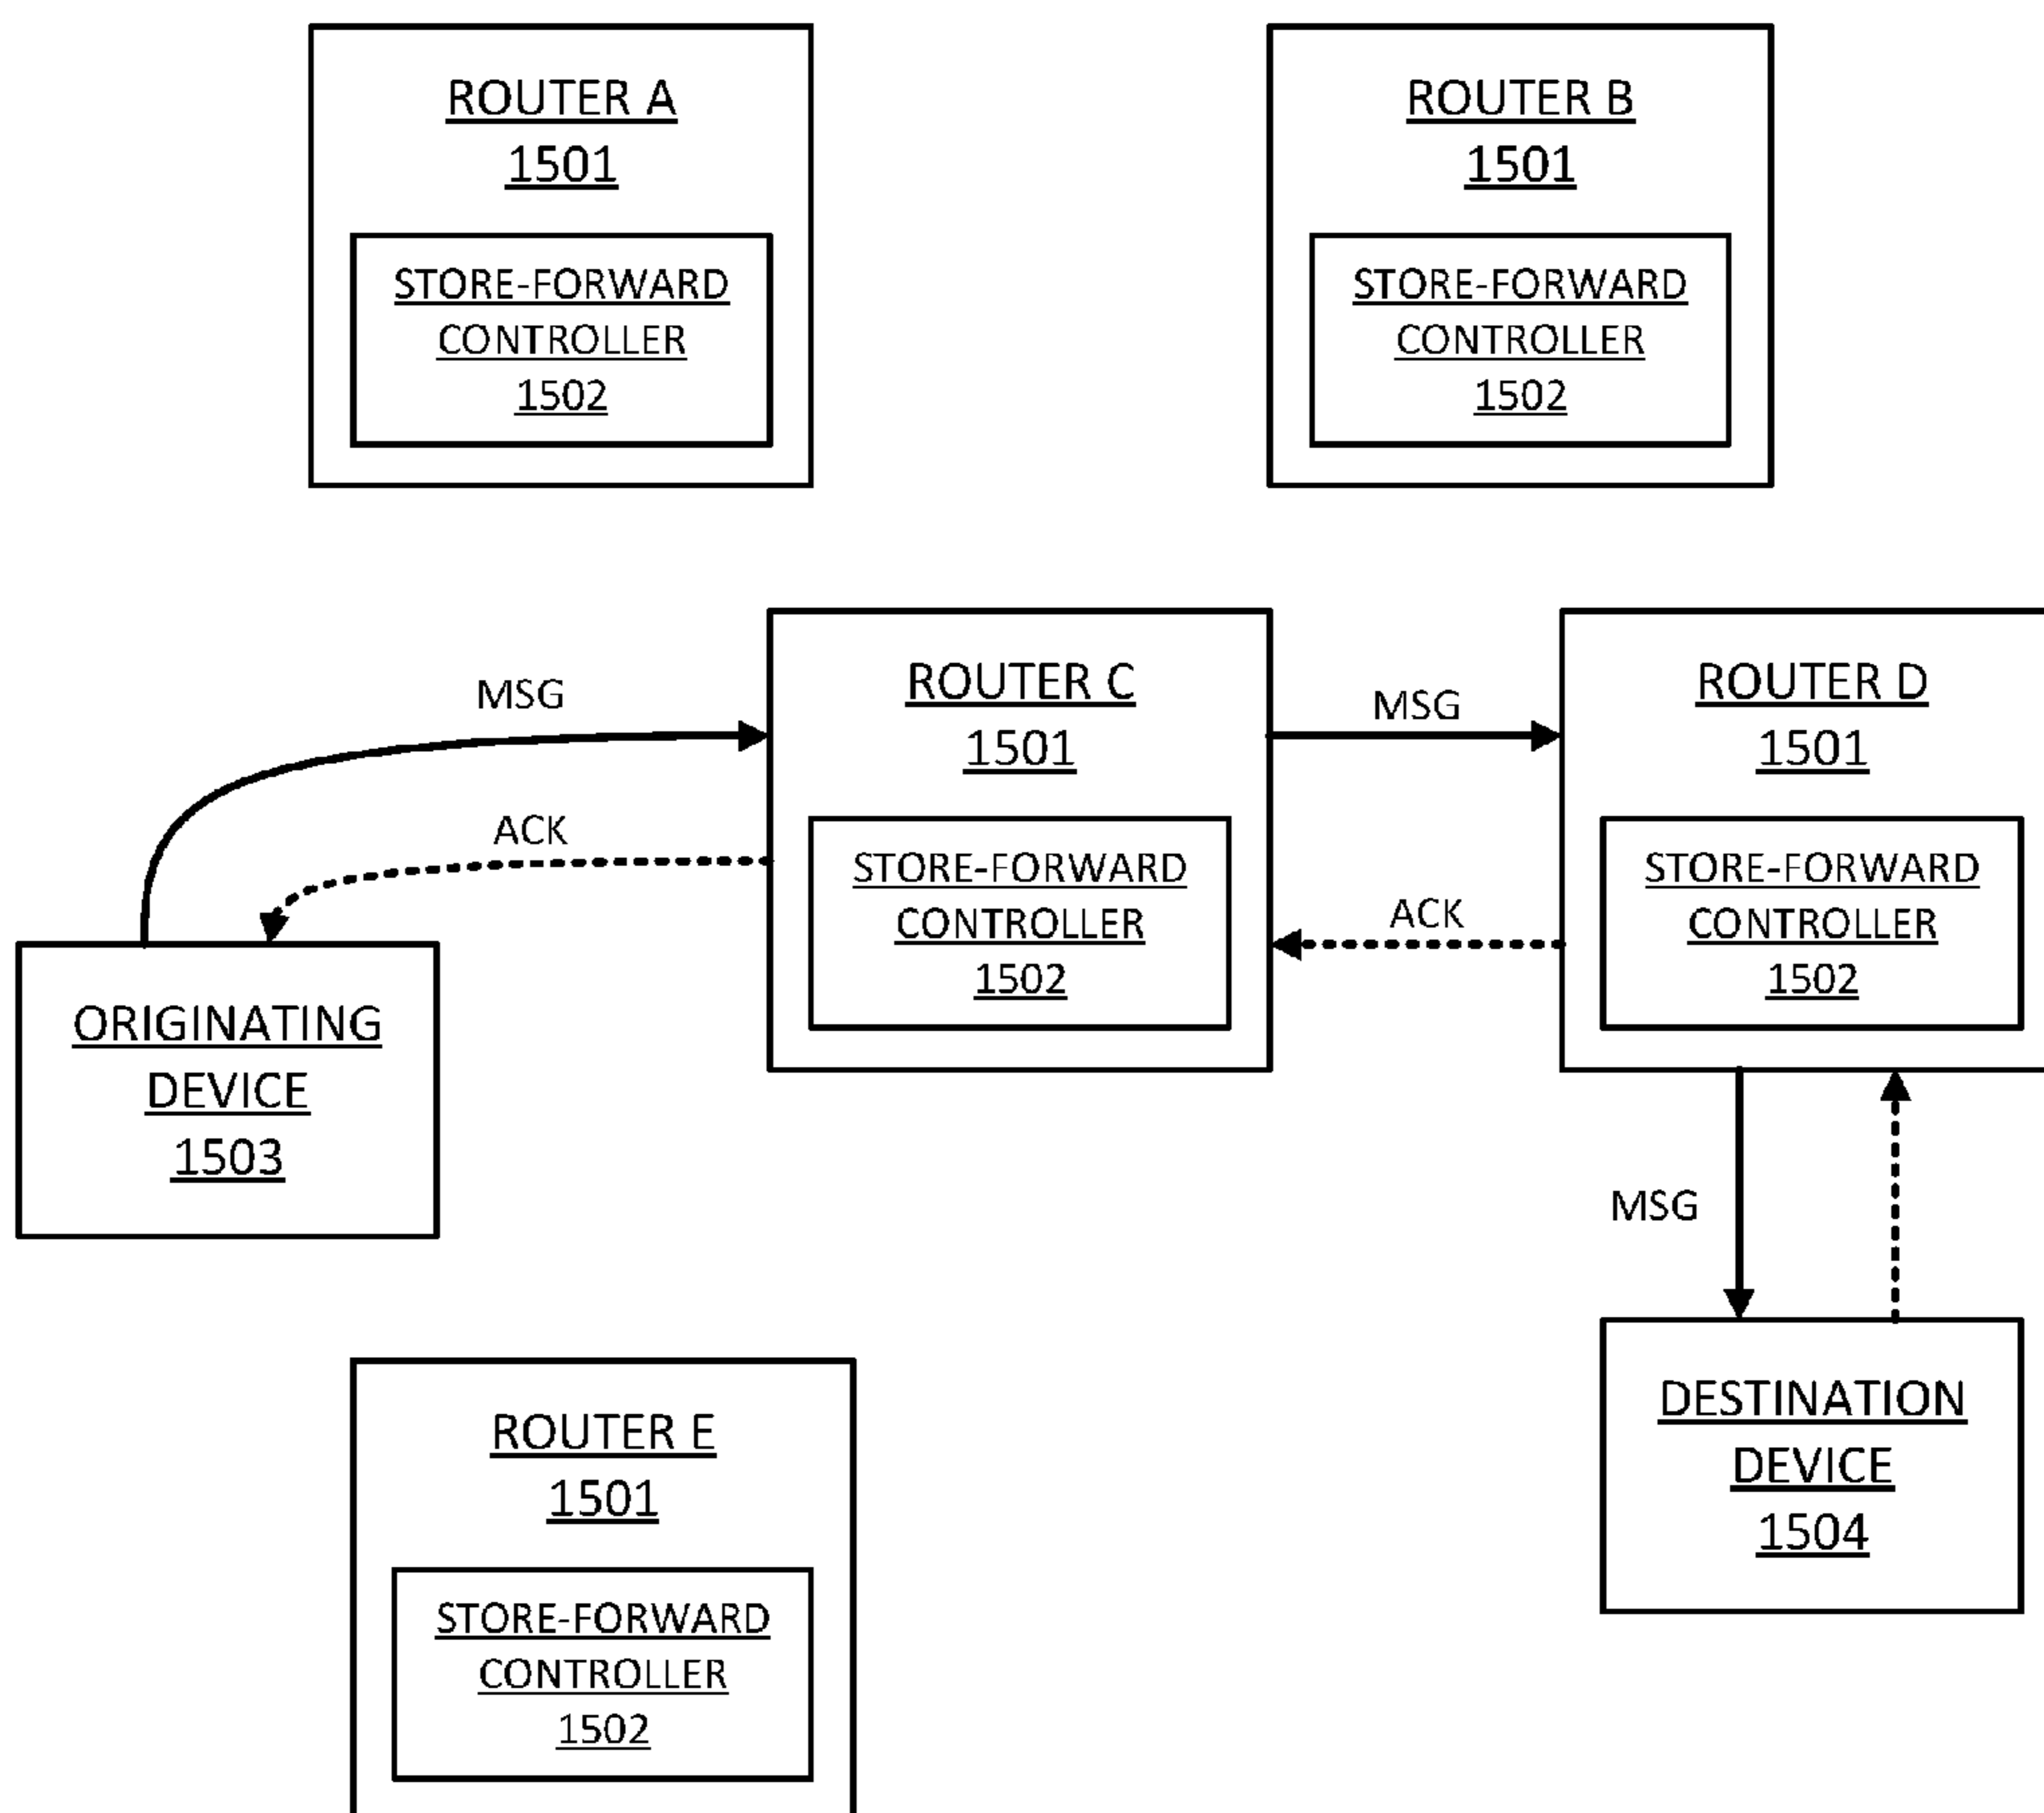 ROUTER A
1501
STORE-FORWARD
CONTROLLER
1502
ROUTER B
1501
STORE-FORWARD
CONTROLLER
1502
MSG
ROUTER C
1501
STORE-FORWARD
CONTROLLER
1502
MSG
ROUTER D
1501
STORE-FORWARD
CONTROLLER
1502
ACK
ACK
ORIGINATING
DEVICE
1503
MSG
DESTINATION
DEVICE
1504
ROUTER E
1501
STORE-FORWARD
CONTROLLER
1502